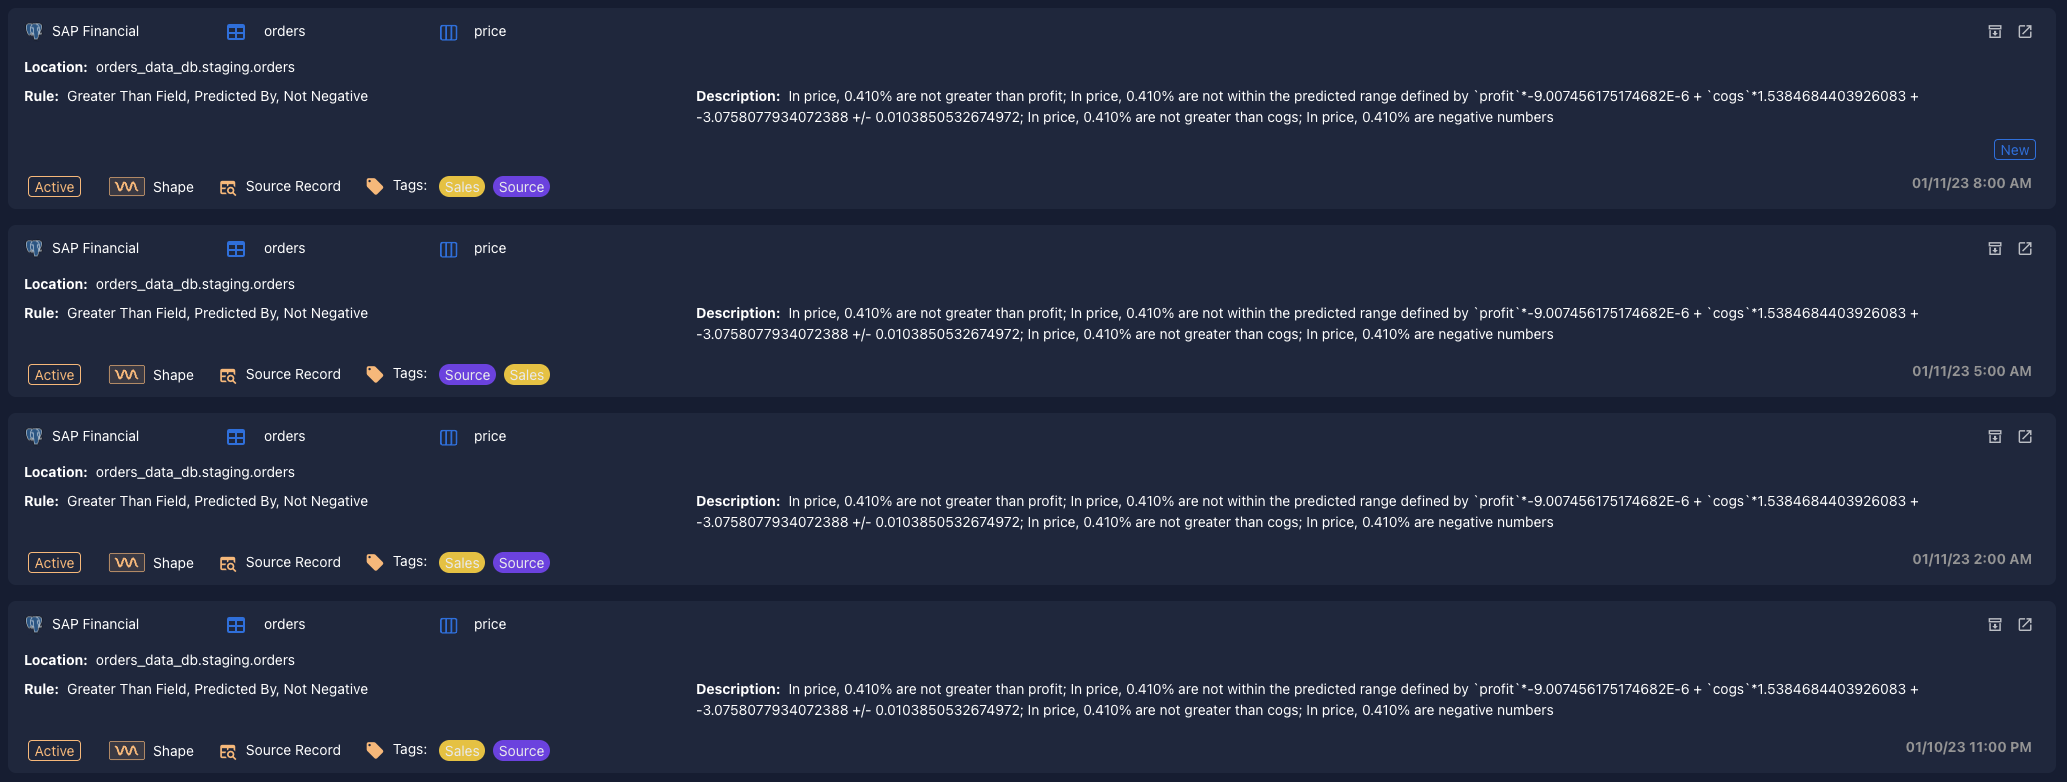 SAP Financial orders price
Location: orders_data_db.staging.orders
Rule: Greater Than Field, Predicted By, Not Negative
Description: In price, 0.410% are not greater than profit; In price, 0.410% are not within the predicted range defined by `profit`*-9.007456175174682E-6 + `cogs`*1.5384684403926083 +
-3.0758077934072388 +/- 0.0103850532674972; In price, 0.410% are not greater than cogs; In price, 0.410% are negative numbers
New
Active Shape Source Record Tags: Sales Source 01/11/23 8:00 AM
SAP Financial orders price
Location: orders_data_db.staging.orders
Rule: Greater Than Field, Predicted By, Not Negative
Description: In price, 0.410% are not greater than profit; In price, 0.410% are not within the predicted range defined by `profit`*-9.007456175174682E-6 + `cogs`*1.5384684403926083 +
-3.0758077934072388 +/- 0.0103850532674972; In price, 0.410% are not greater than cogs; In price, 0.410% are negative numbers
Active Shape Source Record Tags: Source Sales 01/11/23 5:00 AM
SAP Financial orders price
Location: orders_data_db.staging.orders
Rule: Greater Than Field, Predicted By, Not Negative
Description: In price, 0.410% are not greater than profit; In price, 0.410% are not within the predicted range defined by `profit`*-9.007456175174682E-6 + `cogs`*1.5384684403926083 +
-3.0758077934072388 +/- 0.0103850532674972; In price, 0.410% are not greater than cogs; In price, 0.410% are negative numbers
Active Shape Source Record Tags: Sales Source 01/11/23 2:00 AM
SAP Financial orders price
Location: orders_data_db.staging.orders
Rule: Greater Than Field, Predicted By, Not Negative
Description: In price, 0.410% are not greater than profit; In price, 0.410% are not within the predicted range defined by `profit`*-9.007456175174682E-6 + `cogs`*1.5384684403926083 +
-3.0758077934072388 +/- 0.0103850532674972; In price, 0.410% are not greater than cogs; In price, 0.410% are negative numbers
Active Shape Source Record Tags: Sales Source 01/10/23 11:00 PM